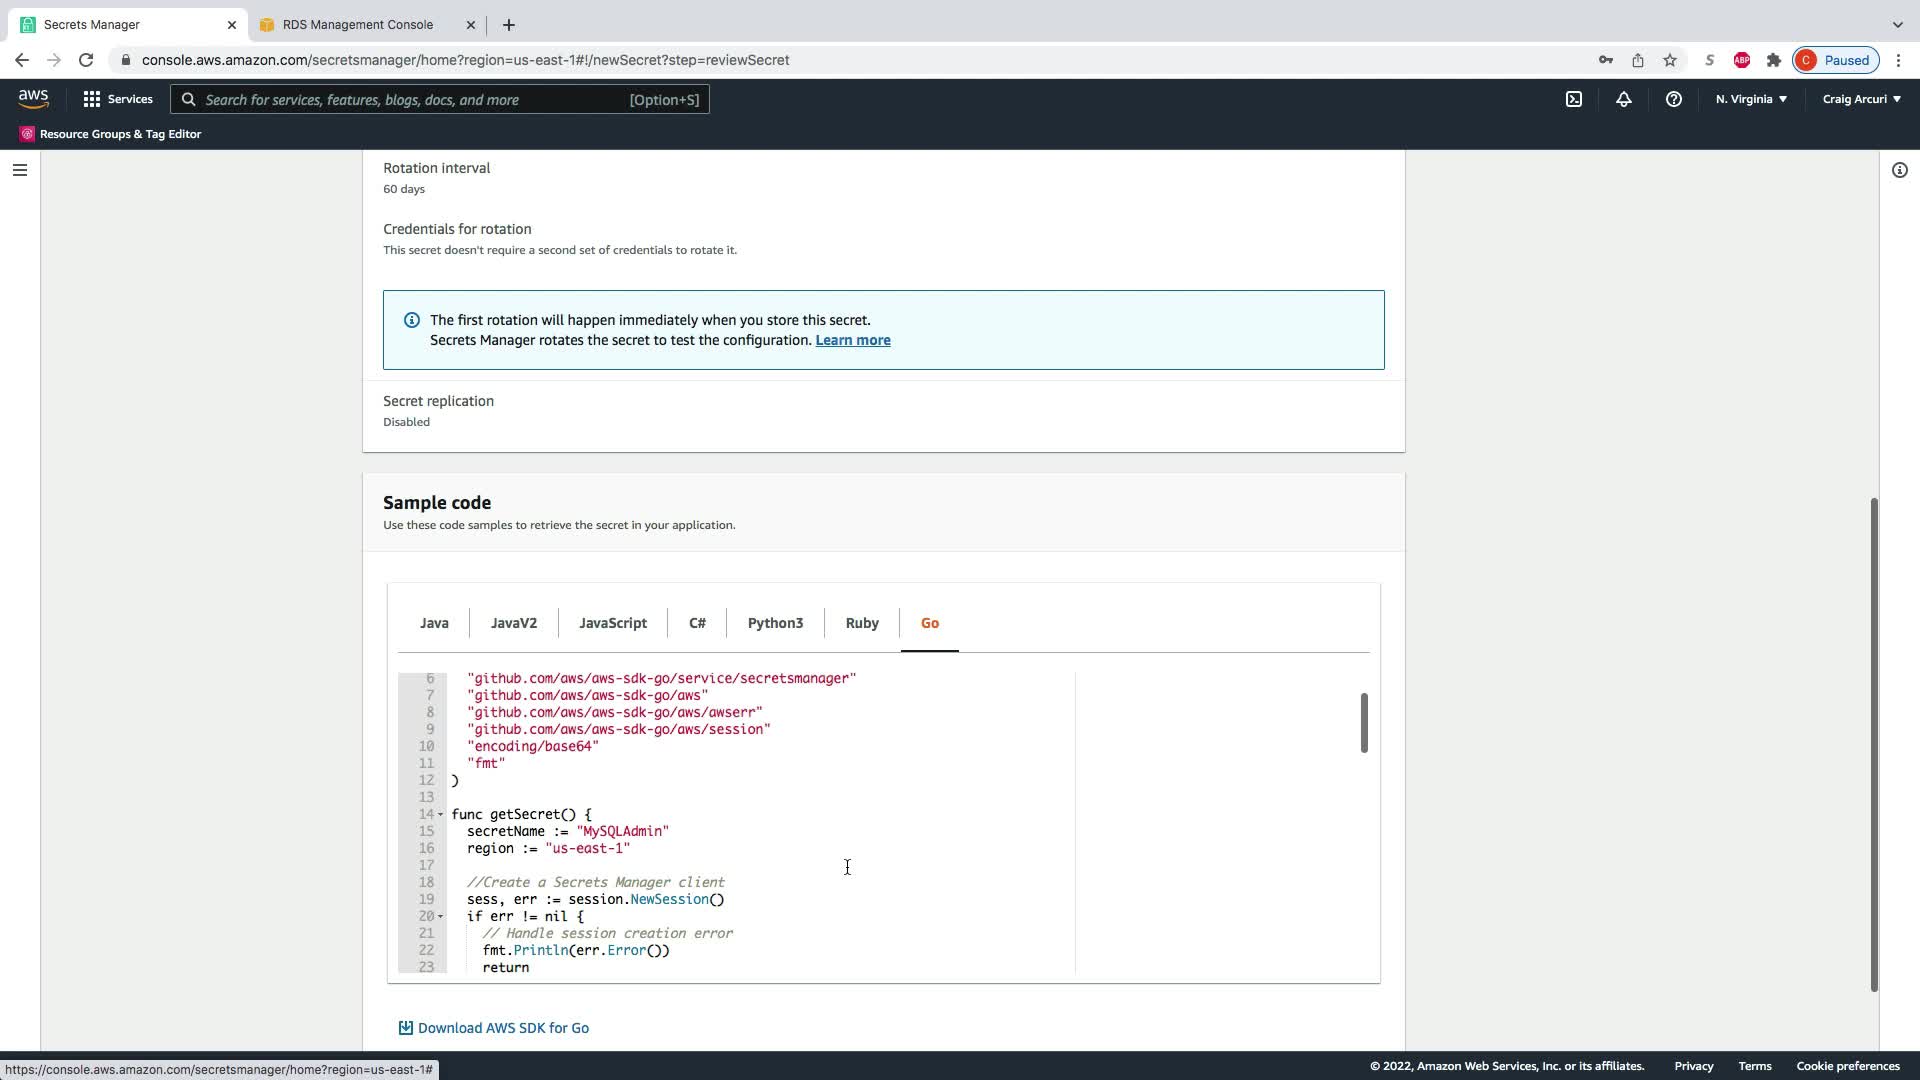 Secrets Manager
RDS Management Console
console.aws.amazon.com/secretsmanager/home?region=us-east-1#!/newSecret?step=reviewSecret
ABP
C
Paused
aws
Services
Search for services, features, blogs, docs, and more
[Option+S]
N. Virginia
Craig Arcuri
Resource Groups & Tag Editor
Rotation interval
60 days
Credentials for rotation
This secret doesn't require a second set of credentials to rotate it.
The first rotation will happen immediately when you store this secret.
Secrets Manager rotates the secret to test the configuration. Learn more
Secret replication
Disabled
Sample code
Use these code samples to retrieve the secret in your application.
Java JavaV2 JavaScript C# Python3 Ruby Go
6 "github.com/aws/aws-sdk-go/service/secretsmanager"
7 "github.com/aws/aws-sdk-go/aws"
8 "github.com/aws/aws-sdk-go/aws/awserr"
9 "github.com/aws/aws-sdk-go/aws/session"
10 "encoding/base64"
11 "fmt"
12 )
13
14 func getSecret() {
15 secretName := "MySQLAdmin"
16 region := "us-east-1"
17
18 //Create a Secrets Manager client
19 sess, err := session.NewSession()
20 if err != nil {
21 // Handle session creation error
22 fmt.Println(err.Error())
23 return
Download AWS SDK for Go
https://console.aws.amazon.com/secretsmanager/home?region=us-east-1#
© 2022, Amazon Web Services, Inc. or its affiliates.
Privacy
Terms
Cookie preferences